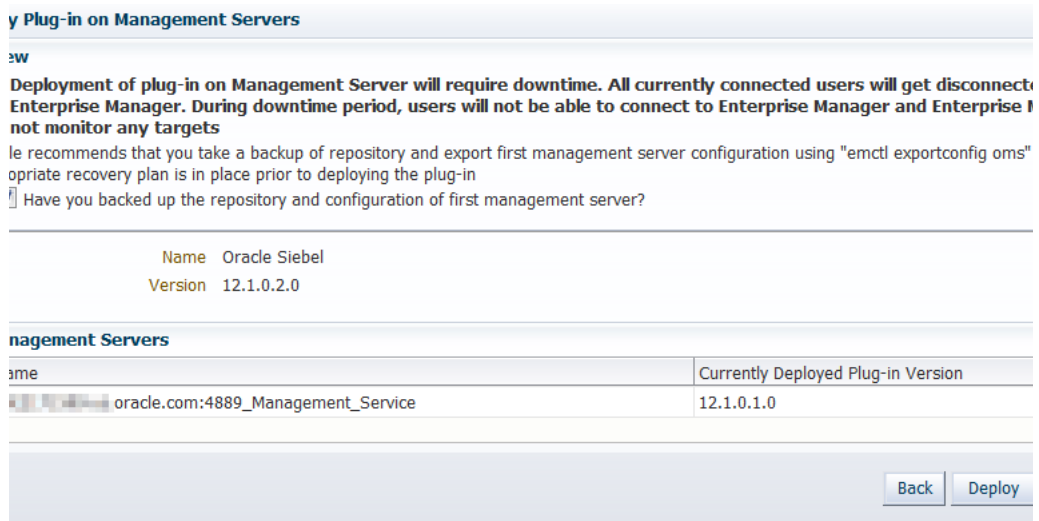 y Plug-in on Management Servers
ew
Deployment of plug-in on Management Server will require downtime. All currently connected users will get disconnecte
Enterprise Manager. During downtime period, users will not be able to connect to Enterprise Manager and Enterprise M
not monitor any targets
le recommends that you take a backup of repository and export first management server configuration using "emctl exportconfig oms"
opriate recovery plan is in place prior to deploying the plug-in
Have you backed up the repository and configuration of first management server?
Name Oracle Siebel
Version 12.1.0.2.0
nagement Servers
ame Currently Deployed Plug-in Version
oracle.com:4889_Management_Service 12.1.0.1.0
Back Deploy